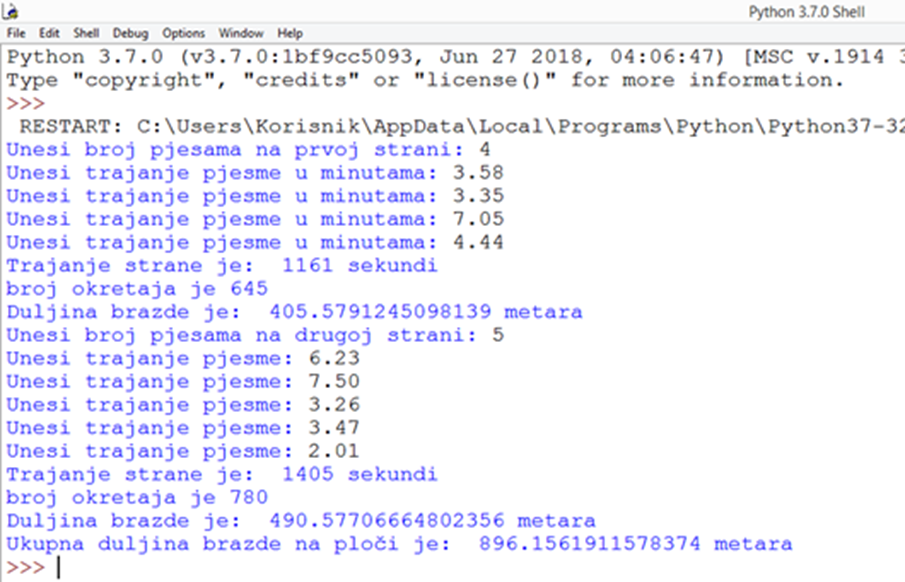 Python 3.7.0 Shell
File Edit Shell Debug Options Window Help
Python 3.7.0 (v3.7.0:1bf9cc5093, Jun 27 2018, 04:06:47) [MSC v.1914 3
Type "copyright", "credits" or "license()" for more information.
>>>
RESTART: C:\Users\Korisnik\AppData\Local\Programs\Python\Python37-32
Unesi broj pjesama na prvoj strani: 4
Unesi trajanje pjesme u minutama: 3.58
Unesi trajanje pjesme u minutama: 3.35
Unesi trajanje pjesme u minutama: 7.05
Unesi trajanje pjesme u minutama: 4.44
Trajanje strane je:  1161 sekundi
broj okretaja je 645
Duljina brazde je:  405.5791245098139 metara
Unesi broj pjesama na drugoj strani: 5
Unesi trajanje pjesme: 6.23
Unesi trajanje pjesme: 7.50
Unesi trajanje pjesme: 3.26
Unesi trajanje pjesme: 3.47
Unesi trajanje pjesme: 2.01
Trajanje strane je:  1405 sekundi
broj okretaja je 780
Duljina brazde je:  490.57706664802356 metara
Ukupna duljina brazde na ploči je:  896.1561911578374 metara
>>>